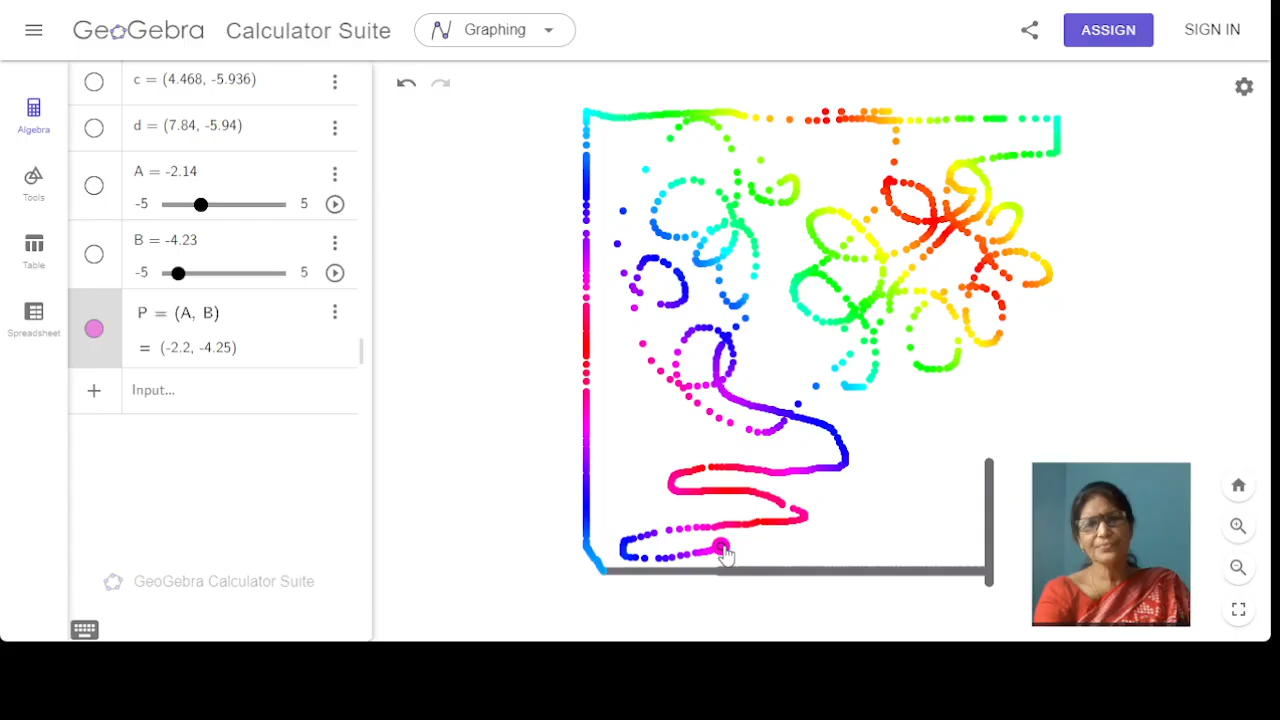 GeoGebra Calculator Suite Graphing ASSIGN SIGN IN
Algebra
Tools
Table
Spreadsheet
c = (4.468, -5.936)
d = (7.84, -5.94)
A = -2.14
-5 5
B = -4.23
-5 5
P = (A, B)
= (-2.2, -4.25)
+ Input...
GeoGebra Calculator Suite